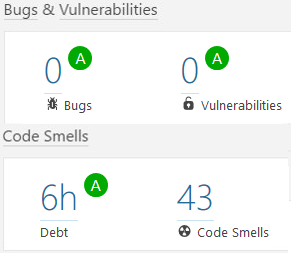 Bugs & Vulnerabilities
0 A 0 A
Bugs Vulnerabilities
Code Smells
6h A 43
Debt Code Smells